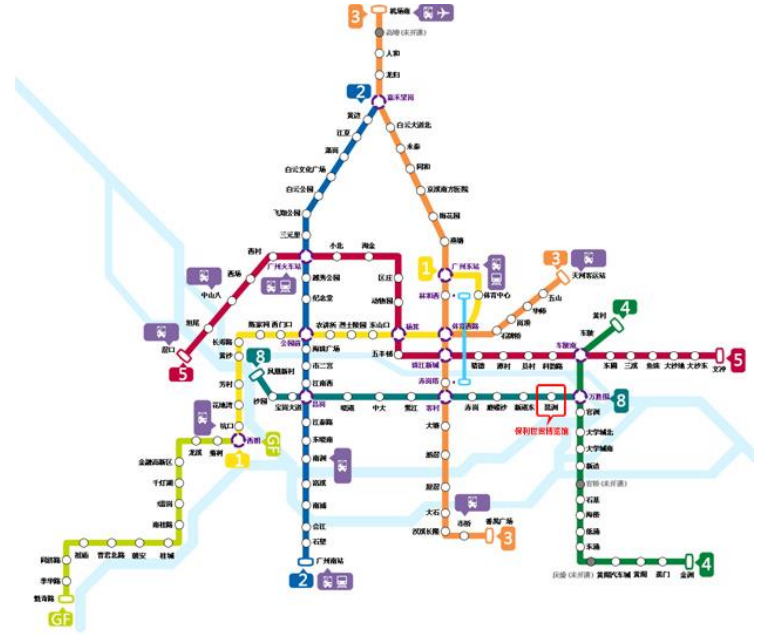 3
机场南
高增(未开通)
人和
龙归
2
嘉禾望岗
黄边
白云大道北
江夏
永泰
萧岗
同和
白云文化广场
京溪南方医院
白云公园
梅花园
飞翔公园
三元里
燕塘
西村
小北
淘金
广州火车站
1
广州东站
3
天河客运站
西场
越秀公园
区庄
中山八
纪念堂
动物园
林和西
体育中心
五山
4
黄村
坦尾
华师
岗顶
陈家祠
西门口
农讲所
烈士陵园
东山口
杨箕
体育西路
石牌桥
车陂
长寿路
公园前
车陂南
滘口
黄沙
海珠广场
五羊邨
珠江新城
猎德
潭村
员村
科韵路
东圃
三溪
鱼珠
大沙地
大沙东
文冲
5
5
8
凤凰新村
市二宫
芳村
江南西
赤岗塔
沙园
宝岗大道
昌岗
晓港
中大
鹭江
客村
赤岗
磨碟沙
新港东
琶洲
万胜围
8
花地湾
官洲
坑口
江泰路
大塘
保利世贸博览馆
大学城北
西朗
GF
东晓南
大学城南
龙溪
菊树
1
沥滘
金融高新区
南洲
新造
千灯湖
洛溪
厦滘
官桥(未开通)
石基
南浦
大石
市桥
番禺广场
海傍
南桂路
会江
汉溪长隆
3
低涌
同济路
祖庙
普君北路
朝安
桂城
石壁
东涌
季华路
广州南站
庆盛(未开通)
黄阁汽车城
黄阁
蕉门
金洲
4
魁奇路
2
GF